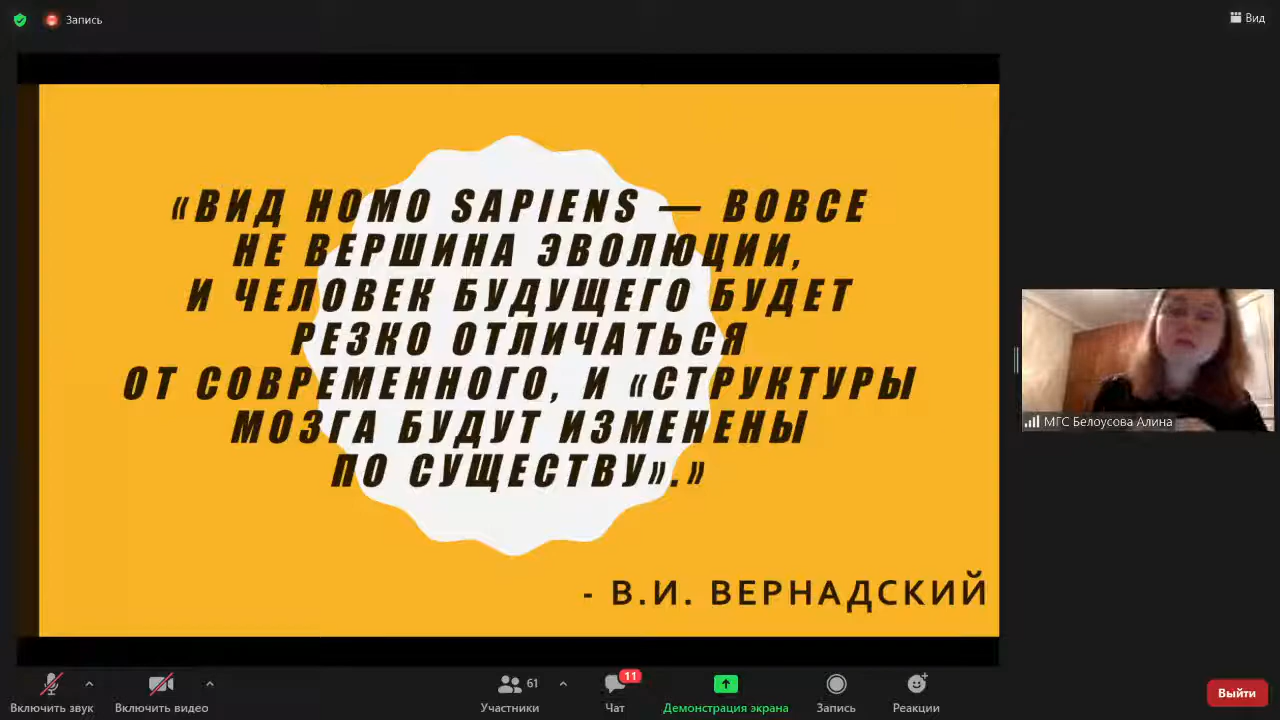 Запись
Вид
«ВИД HOMO SAPIENS — ВОВСЕ
НЕ ВЕРШИНА ЭВОЛЮЦИИ,
И ЧЕЛОВЕК БУДУЩЕГО БУДЕТ
РЕЗКО ОТЛИЧАТЬСЯ
ОТ СОВРЕМЕННОГО, И «СТРУКТУРЫ
МОЗГА БУДУТ ИЗМЕНЕНЫ
ПО СУЩЕСТВУ».»
- В.И. ВЕРНАДСКИЙ
МГС Белоусова Алина
Включить звук
Включить видео
61
Участники
11
Чат
Демонстрация экрана
Запись
Реакции
Выйти